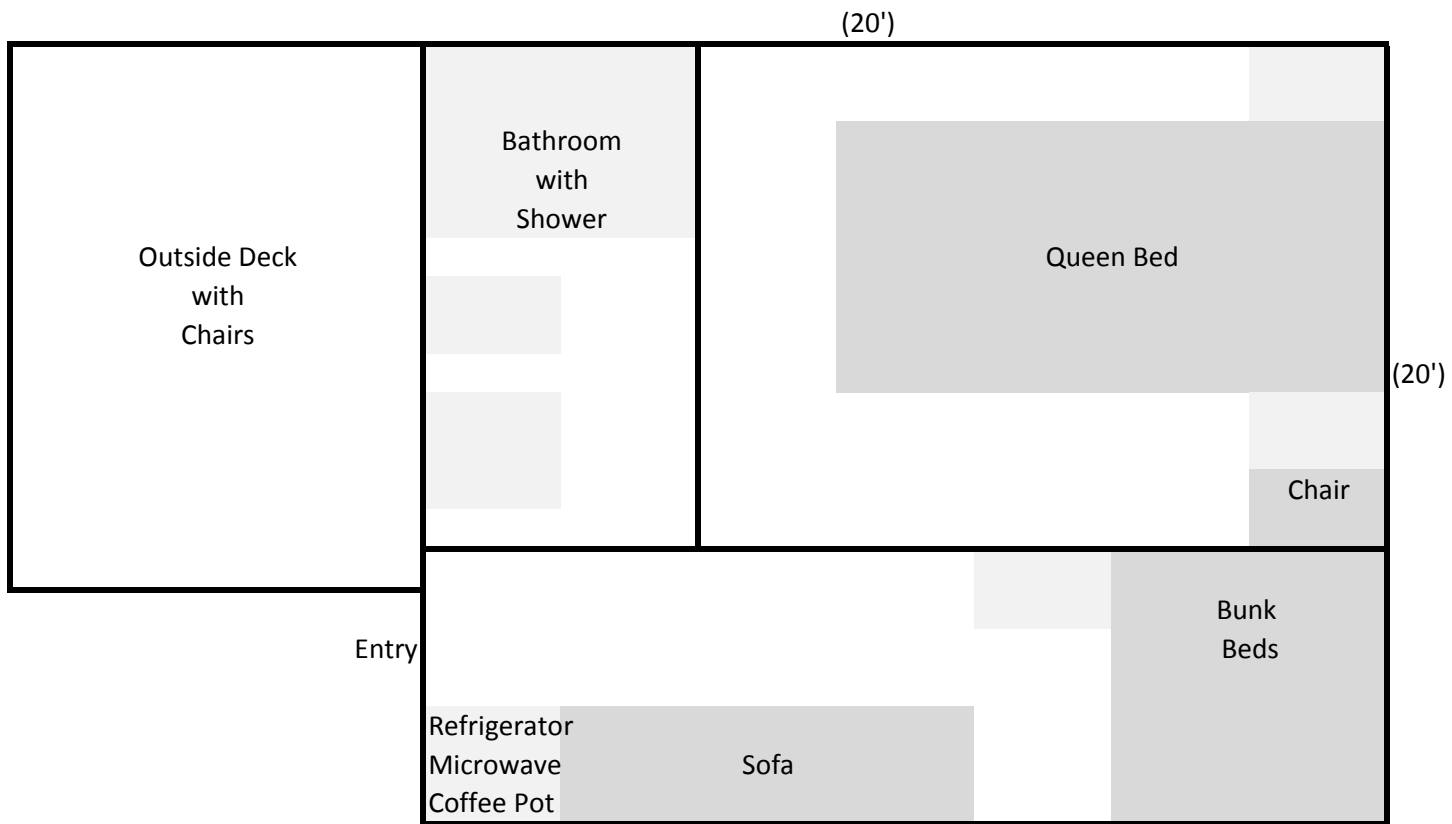 (20')
Bathroom
with
Shower
Outside Deck
with
Chairs
Queen Bed
(20')
Chair
Bunk
Beds
Entry
Refrigerator
Microwave
Coffee Pot
Sofa